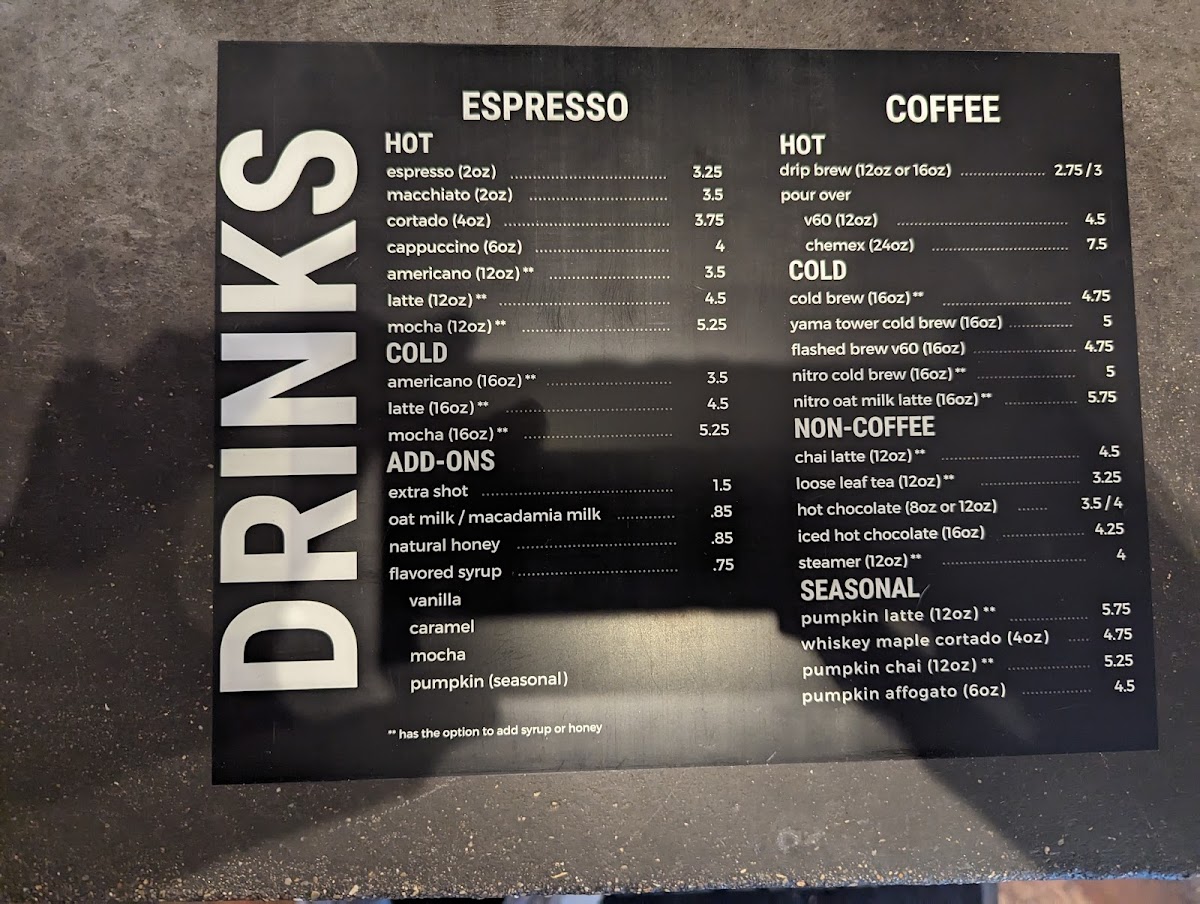 DRINKS
ESPRESSO
HOT
espresso (2oz) 3.25
macchiato (2oz) 3.5
cortado (4oz) 3.75
cappuccino (6oz) 4
americano (12oz)** 3.5
latte (12oz)** 4.5
mocha (12oz)** 5.25
COLD
americano (16oz)** 3.5
latte (16oz)** 4.5
mocha (16oz)** 5.25
ADD-ONS
extra shot 1.5
oat milk / macadamia milk .85
natural honey .85
flavored syrup .75
vanilla
caramel
mocha
pumpkin (seasonal)
** has the option to add syrup or honey
COFFEE
HOT
drip brew (12oz or 16oz) 2.75 / 3
pour over
v60 (12oz) 4.5
chemex (24oz) 7.5
COLD
cold brew (16oz)** 4.75
yama tower cold brew (16oz) 5
flashed brew v60 (16oz) 4.75
nitro cold brew (16oz)** 5
nitro oat milk latte (16oz)** 5.75
NON-COFFEE
chai latte (12oz)** 4.5
loose leaf tea (12oz)** 3.25
hot chocolate (8oz or 12oz) 3.5 / 4
iced hot chocolate (16oz) 4.25
steamer (12oz)** 4
SEASONAL
pumpkin latte (12oz)** 5.75
whiskey maple cortado (4oz) 4.75
pumpkin chai (12oz)** 5.25
pumpkin affogato (6oz) 4.5